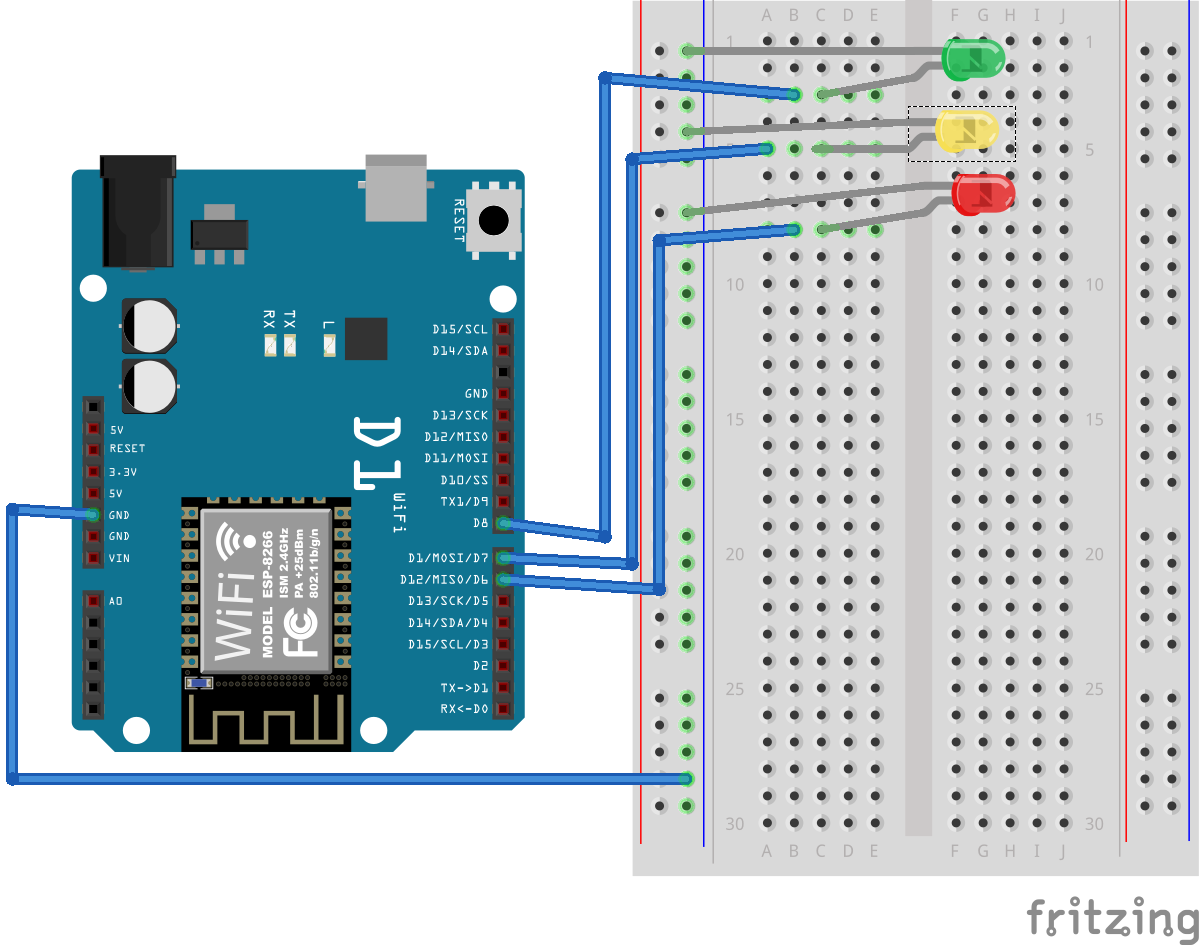 A B C D E F G H I J
1 1
5 5
10 10
15 15
20 20
25 25
30 30
A B C D E F G H I J
RESET
RX
TX
L
D15/SCL
D14/SDA
GND
D13/SCK
D12/MISO
D11/MOSI
D10/SS
TX1/D9
D8
D1/MOSI/D7
D12/MISO/D6
D13/SCK/D5
D14/SDA/D4
D15/SCL/D3
D2
TX->D1
RX<-D0
5V
RESET
3.3V
5V
GND
GND
VIN
A0
D1
WiFi
WiFi
MODEL ESP-8266
ISM 2.4GHz
PA +25dBm
802.11b/g/n
FC
fritzing